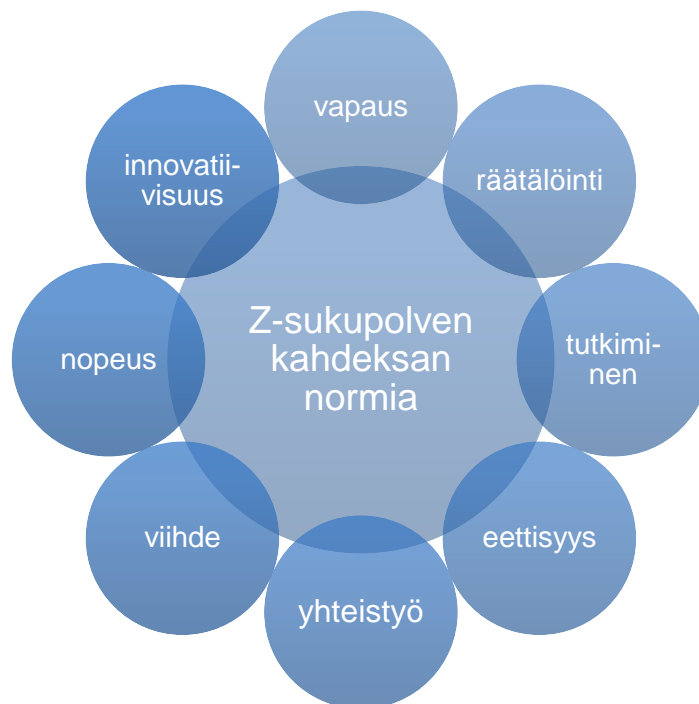 vapaus
räätälöinti
tutkimi-
nen
eettisyys
yhteistyö
viihde
nopeus
innovatii-
visuus
Z-sukupolven
kahdeksan
normia